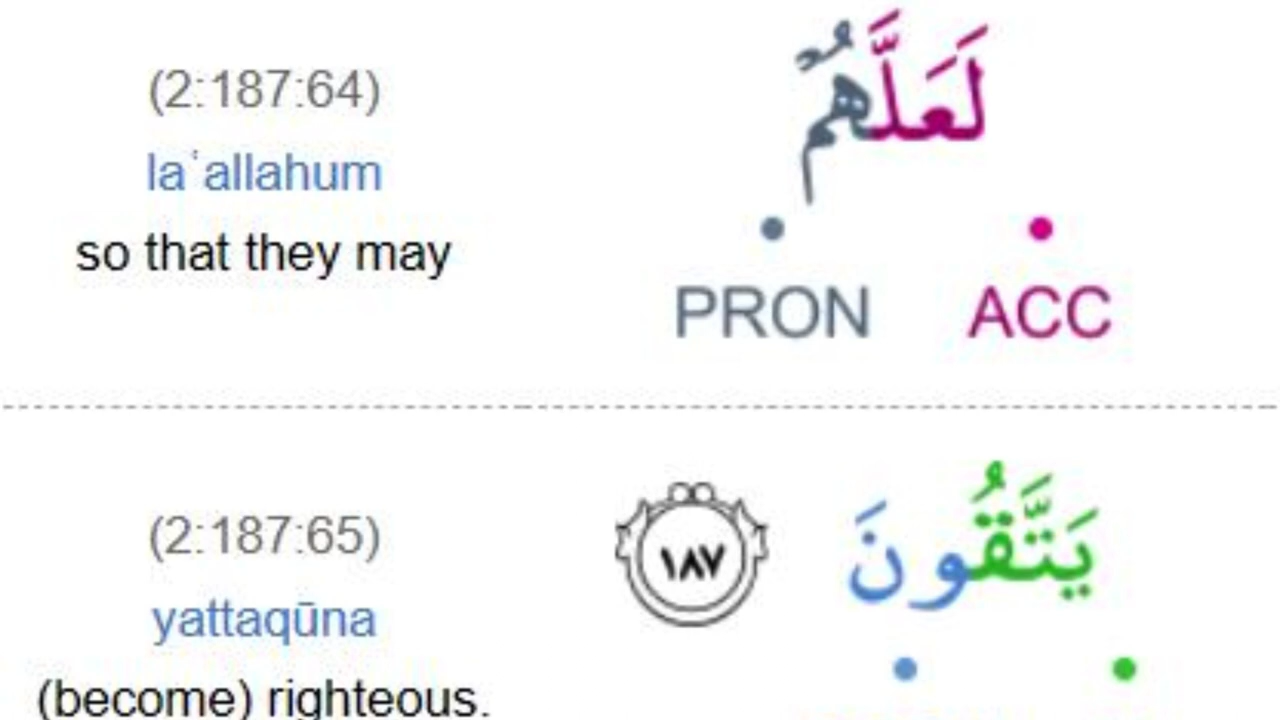 (2:187:64)
laʿallahum
so that they may
لَعَلَّهُمْ
PRON ACC
(2:187:65)
yattaqūna
(become) righteous.
يَتَّقُونَ ١٨٧